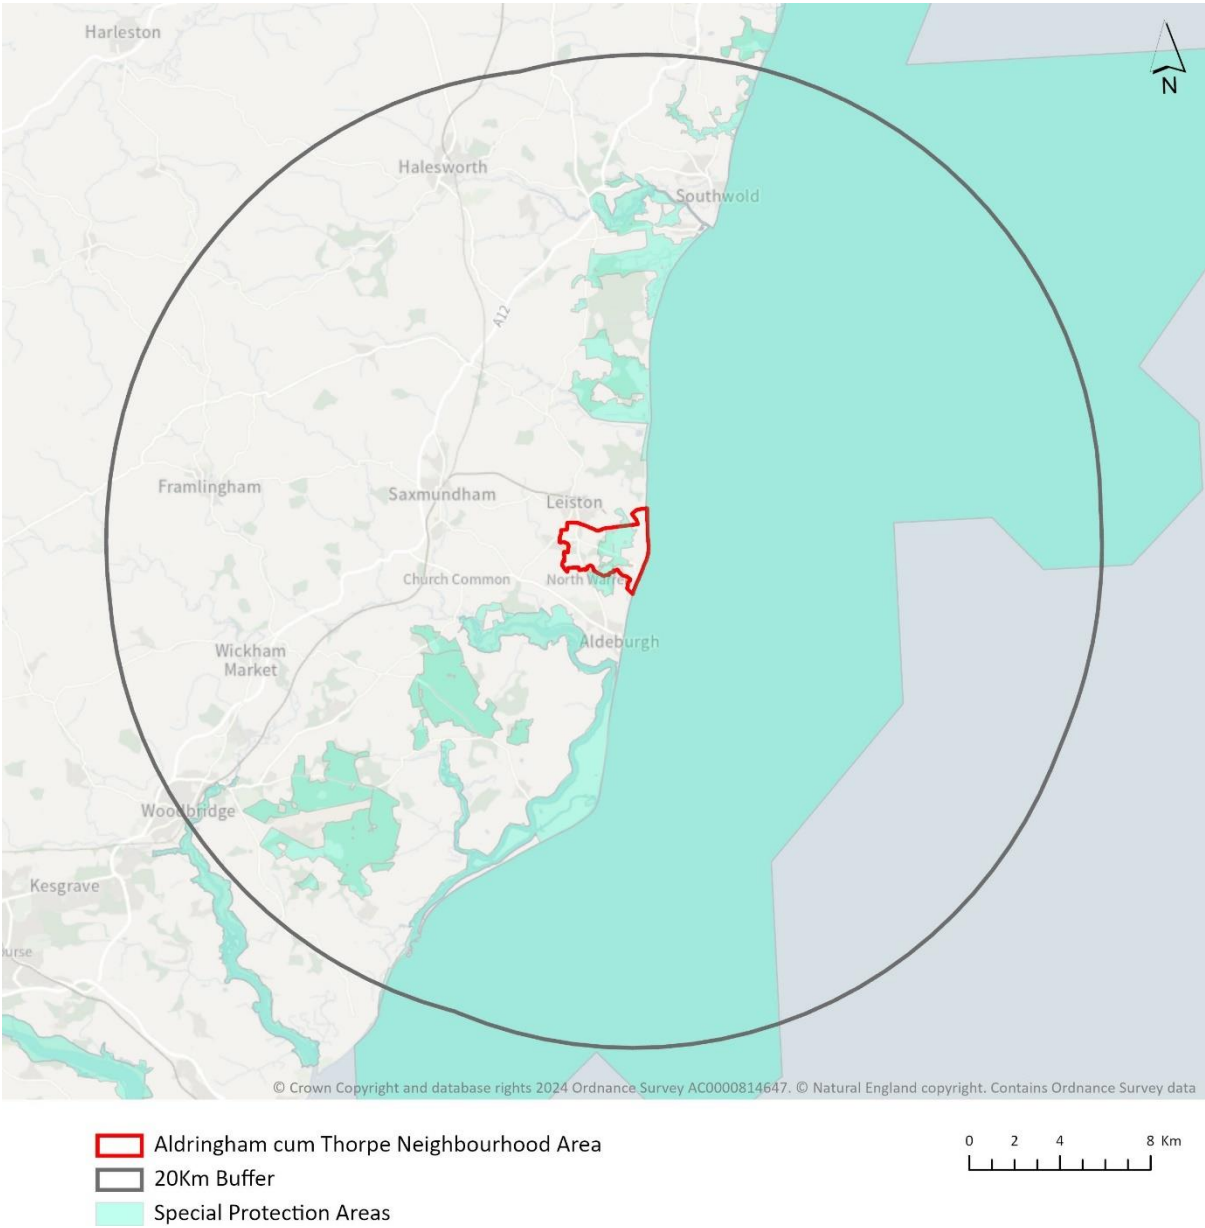 Harleston
N
Halesworth
Southwold
A12
Framlingham
Saxmundham
Leiston
Church Common
North Warre
Aldeburgh
Wickham
Market
Woodbridge
Kesgrave
urse
© Crown Copyright and database rights 2024 Ordnance Survey AC0000814647. © Natural England copyright. Contains Ordnance Survey data
Aldringham cum Thorpe Neighbourhood Area
0 2 4 8 Km
20Km Buffer
Special Protection Areas